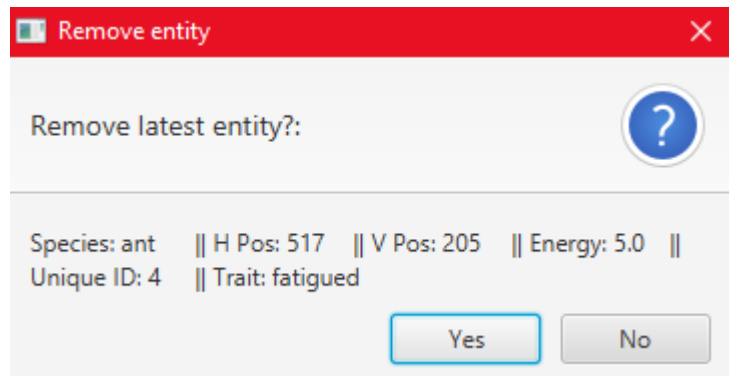 Remove entity
Remove latest entity?:
?
Species: ant || H Pos: 517 || V Pos: 205 || Energy: 5.0 ||
Unique ID: 4 || Trait: fatigued
Yes No